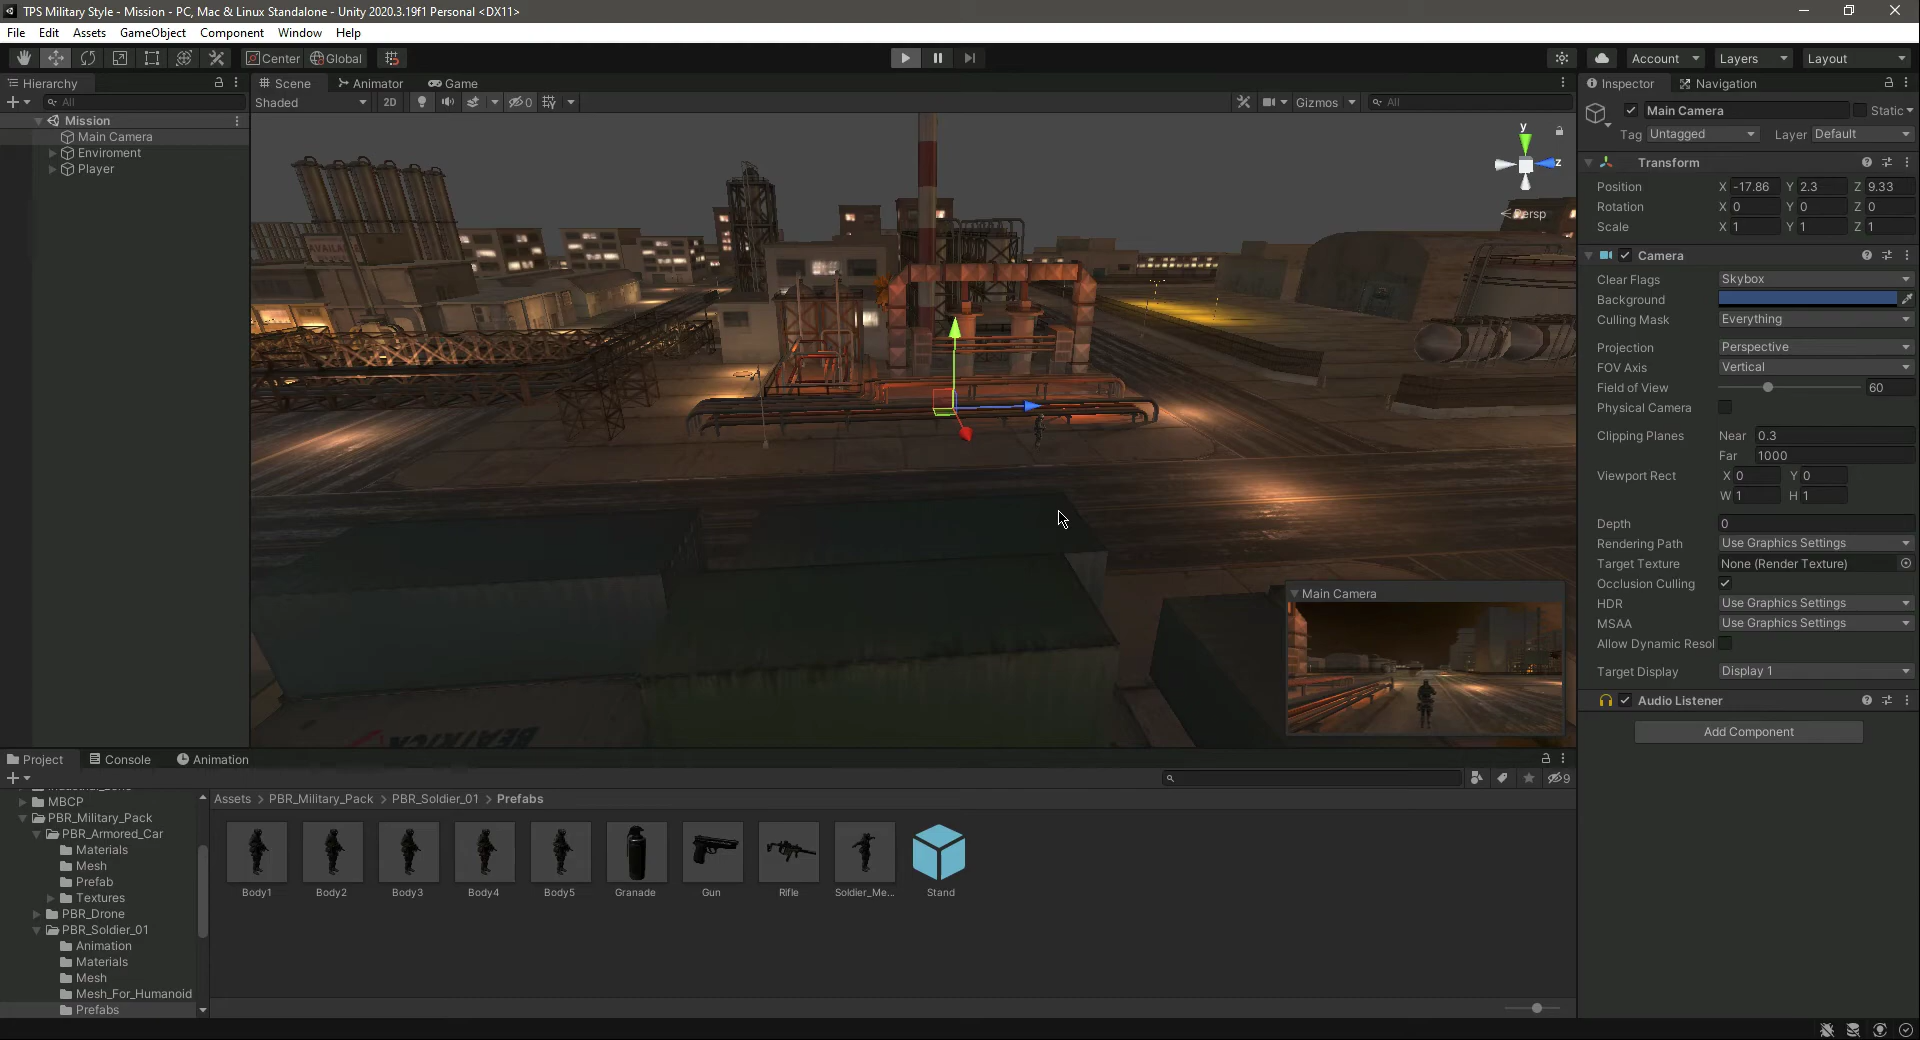 TPS Military Style - Mission - PC, Mac & Linux Standalone - Unity 2020.3.19f1 Personal <DX11>
File Edit Assets GameObject Component Window Help
Center Global Account Layers Layout
Hierarchy
All
Mission
Main Camera
Enviroment
Player
Scene Animator Game
Shaded 2D 0 Gizmos All
y
z
Persp
AVAILA
BEATKICK
Main Camera
Inspector Navigation
Main Camera Static
Tag Untagged Layer Default
Transform
Position X -17.86 Y 2.3 Z 9.33
Rotation X 0 Y 0 Z 0
Scale X 1 Y 1 Z 1
Camera
Clear Flags Skybox
Background
Culling Mask Everything
Projection Perspective
FOV Axis Vertical
Field of View 60
Physical Camera
Clipping Planes Near 0.3
Far 1000
Viewport Rect X 0 Y 0
W 1 H 1
Depth 0
Rendering Path Use Graphics Settings
Target Texture None (Render Texture)
Occlusion Culling
HDR Use Graphics Settings
MSAA Use Graphics Settings
Allow Dynamic Resol
Target Display Display 1
Audio Listener
Add Component
Project Console Animation
9
MBCP
PBR_Military_Pack
PBR_Armored_Car
Materials
Mesh
Prefab
Textures
PBR_Drone
PBR_Soldier_01
Animation
Materials
Mesh
Mesh_For_Humanoid
Prefabs
Assets > PBR_Military_Pack > PBR_Soldier_01 > Prefabs
Body1 Body2 Body3 Body4 Body5 Granade Gun Rifle Soldier_Me... Stand